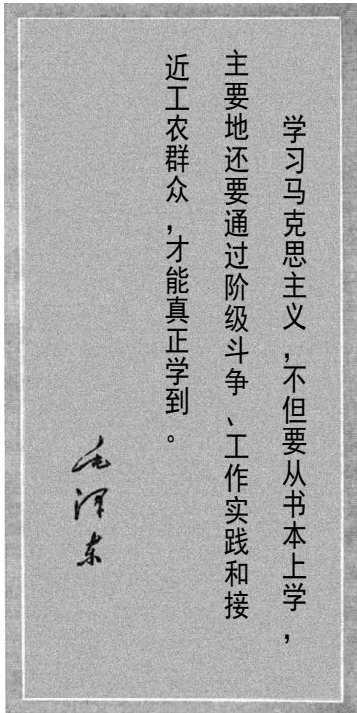 学习马克思主义,不但要从书本上学,
主要地还要通过阶级斗争、工作实践和接
近工农群众,才能真正学到。
毛泽东